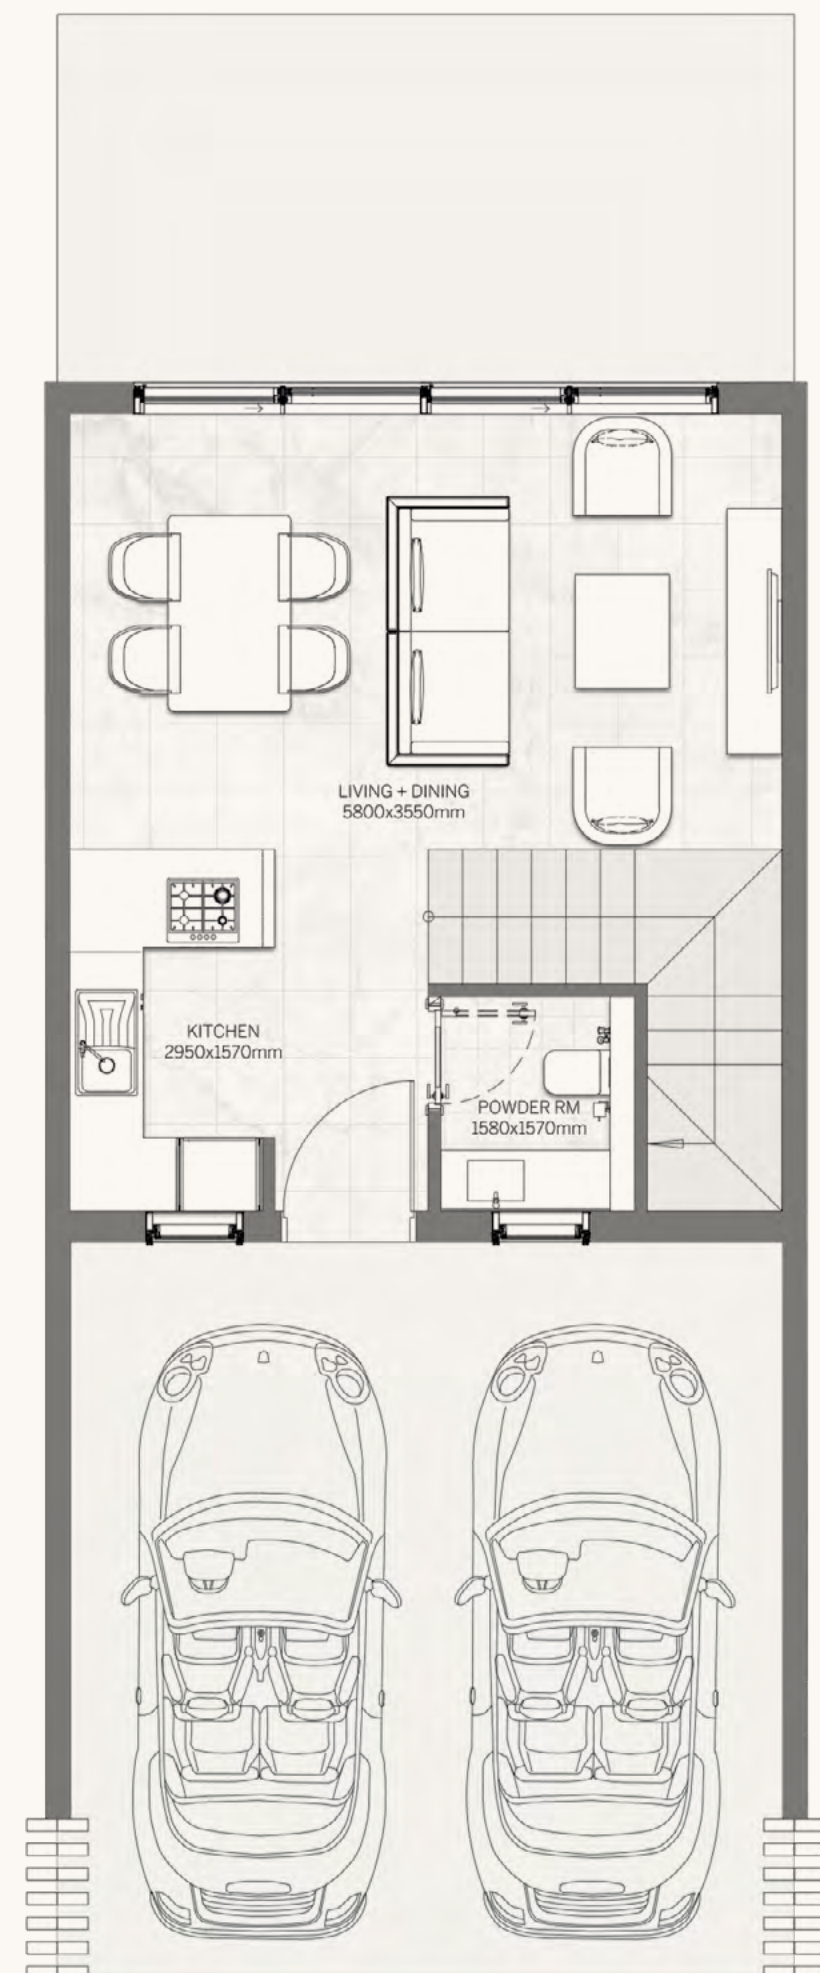 LIVING + DINING
5800x3550mm
KITCHEN
2950x1570mm
POWDER RM
1580x1570mm